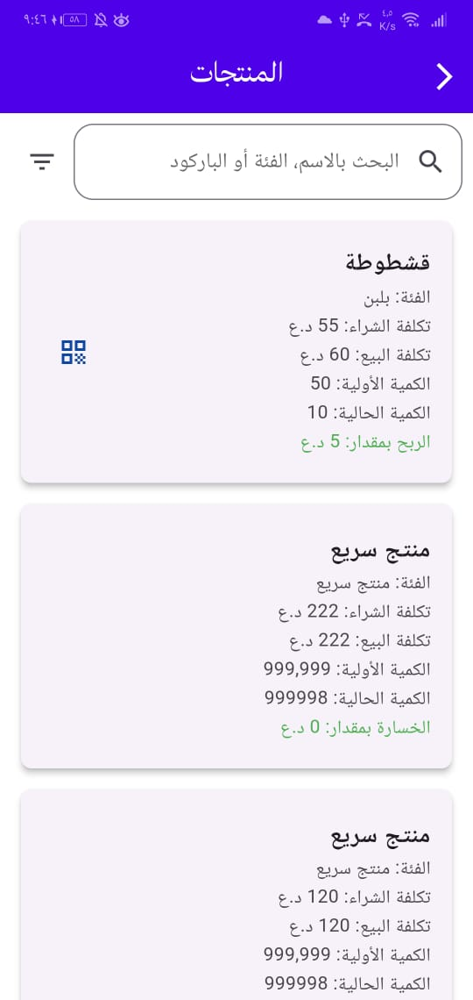 ٩:٤٦
٥٨
٤,٥
K/s
المنتجات
البحث بالاسم، الفئة أو الباركود
قشطوطة
الفئة: بلبن
تكلفة الشراء: 55 د.ع
تكلفة البيع: 60 د.ع
الكمية الأولية: 50
الكمية الحالية: 10
الربح بمقدار: 5 د.ع
منتج سريع
الفئة: منتج سريع
تكلفة الشراء: 222 د.ع
تكلفة البيع: 222 د.ع
الكمية الأولية: 999,999
الكمية الحالية: 999998
الخسارة بمقدار: 0 د.ع
منتج سريع
الفئة: منتج سريع
تكلفة الشراء: 120 د.ع
تكلفة البيع: 120 د.ع
الكمية الأولية: 999,999
الكمية الحالية: 999998